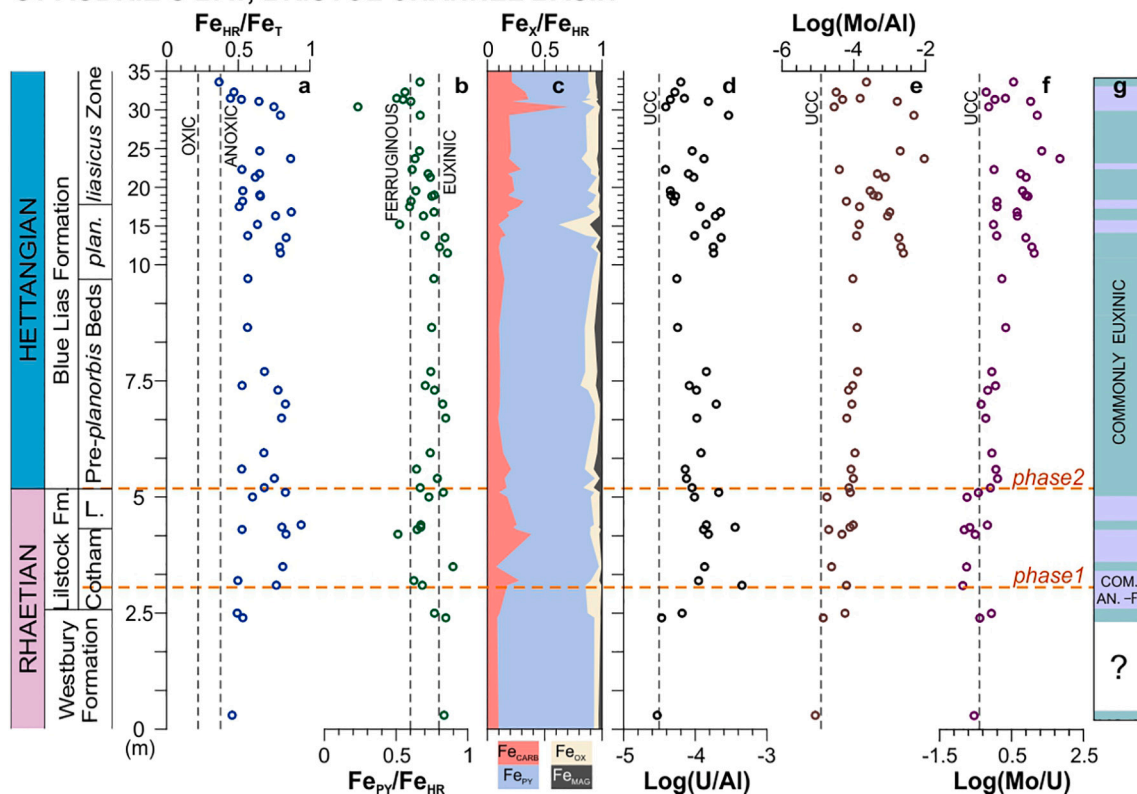 Fe_HR/Fe_T
Fe_X/Fe_HR
Log(Mo/Al)
0 0.5 1
0 0.5 1
-6 -4 -2
a
b
c
d
e
f
g
35
30
25
20
15
10
7.5
5
2.5
0
(m)
HETTANGIAN
RHAETIAN
Blue Lias Formation
Lilstock Fm.
Westbury
Formation
liasicus Zone
plan.
Pre-planorbis Beds
Cotham
OXIC
ANOXIC
FERRUGINOUS
EUXINIC
UCC
UCC
UCC
COMMONLY EUXINIC
phase2
phase1
COM.
AN. –F
?
Fe_CARB
Fe_OX
Fe_PY
Fe_MAG
0 0.5 1
-5 -4 -3
-1.5 0.5 2.5
Fe_PY/Fe_HR
Log(U/Al)
Log(Mo/U)